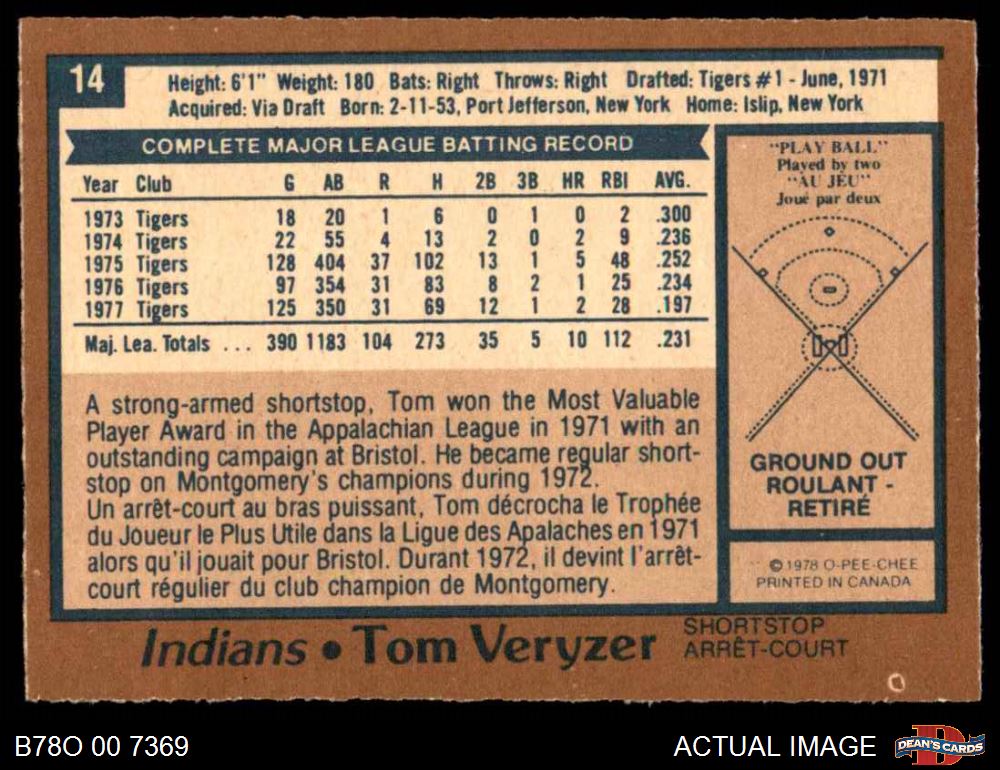 14
Height: 6'1" Weight: 180 Bats: Right Throws: Right Drafted: Tigers #1 - June, 1971
Acquired: Via Draft Born: 2-11-53, Port Jefferson, New York Home: Islip, New York
COMPLETE MAJOR LEAGUE BATTING RECORD
Year Club G AB R H 2B 3B HR RBI AVG.
1973 Tigers 18 20 1 6 0 1 0 2 .300
1974 Tigers 22 55 4 13 2 0 2 9 .236
1975 Tigers 128 404 37 102 13 1 5 48 .252
1976 Tigers 97 354 31 83 8 2 1 25 .234
1977 Tigers 125 350 31 69 12 1 2 28 .197
Maj. Lea. Totals ... 390 1183 104 273 35 5 10 112 .231
A strong-armed shortstop, Tom won the Most Valuable
Player Award in the Appalachian League in 1971 with an
outstanding campaign at Bristol. He became regular short-
stop on Montgomery's champions during 1972.
Un arrêt-court au bras puissant, Tom décrocha le Trophée
du Joueur le Plus Utile dans la Ligue des Apalaches en 1971
alors qu'il jouait pour Bristol. Durant 1972, il devint l'arrêt-
court régulier du club champion de Montgomery.
"PLAY BALL"
Played by two
"AU JEU"
Joué par deux
GROUND OUT
ROULANT -
RETIRÉ
© 1978 O-PEE-CHEE
PRINTED IN CANADA
Indians • Tom Veryzer
SHORTSTOP
ARRÊT-COURT
B78O 00 7369
ACTUAL IMAGE
DEAN'S CARDS